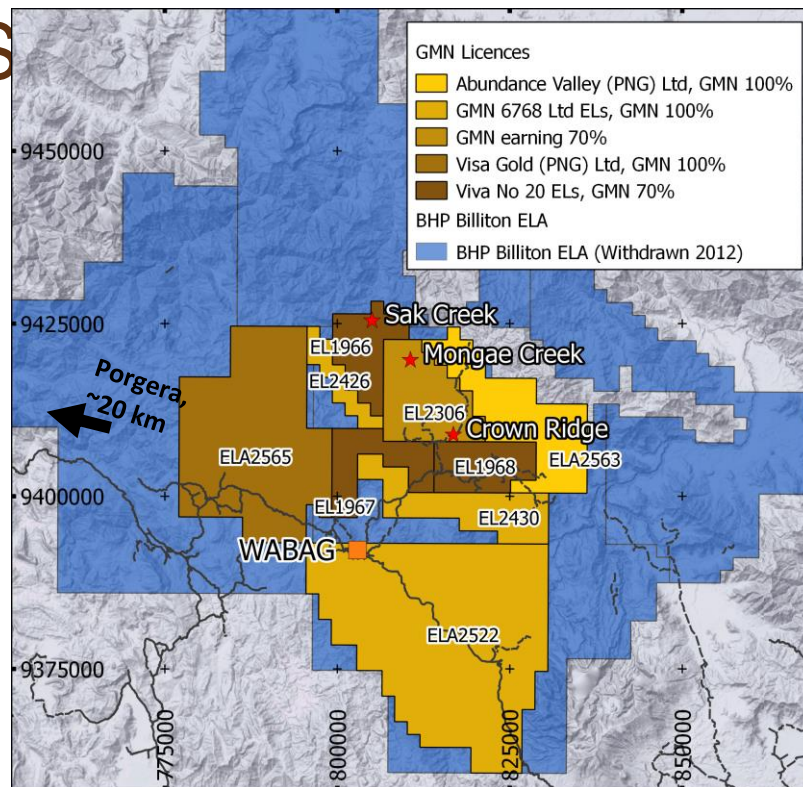 S
GMN Licences
Abundance Valley (PNG) Ltd, GMN 100%
GMN 6768 Ltd ELs, GMN 100%
GMN earning 70%
Visa Gold (PNG) Ltd, GMN 100%
Viva No 20 ELs, GMN 70%
BHP Billiton ELA
BHP Billiton ELA (Withdrawn 2012)
9450000
9425000
9400000
9375000
Sak Creek
EL1966
Mongae Creek
EL2426
Porgera,
~20 km
EL2306
Crown Ridge
ELA2565
EL1968
ELA2563
EL1967
EL2430
WABAG
ELA2522
775000
800000
825000
850000